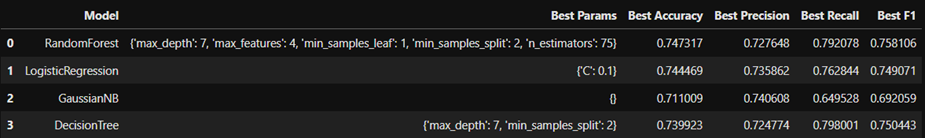 Model Best Params Best Accuracy Best Precision Best Recall Best F1
0 RandomForest {'max_depth': 7, 'max_features': 4, 'min_samples_leaf': 1, 'min_samples_split': 2, 'n_estimators': 75} 0.747317 0.727648 0.792078 0.758106
1 LogisticRegression {'C': 0.1} 0.744469 0.735862 0.762844 0.749071
2 GaussianNB {} 0.711009 0.740608 0.649528 0.692059
3 DecisionTree {'max_depth': 7, 'min_samples_split': 2} 0.739923 0.724774 0.798001 0.750443